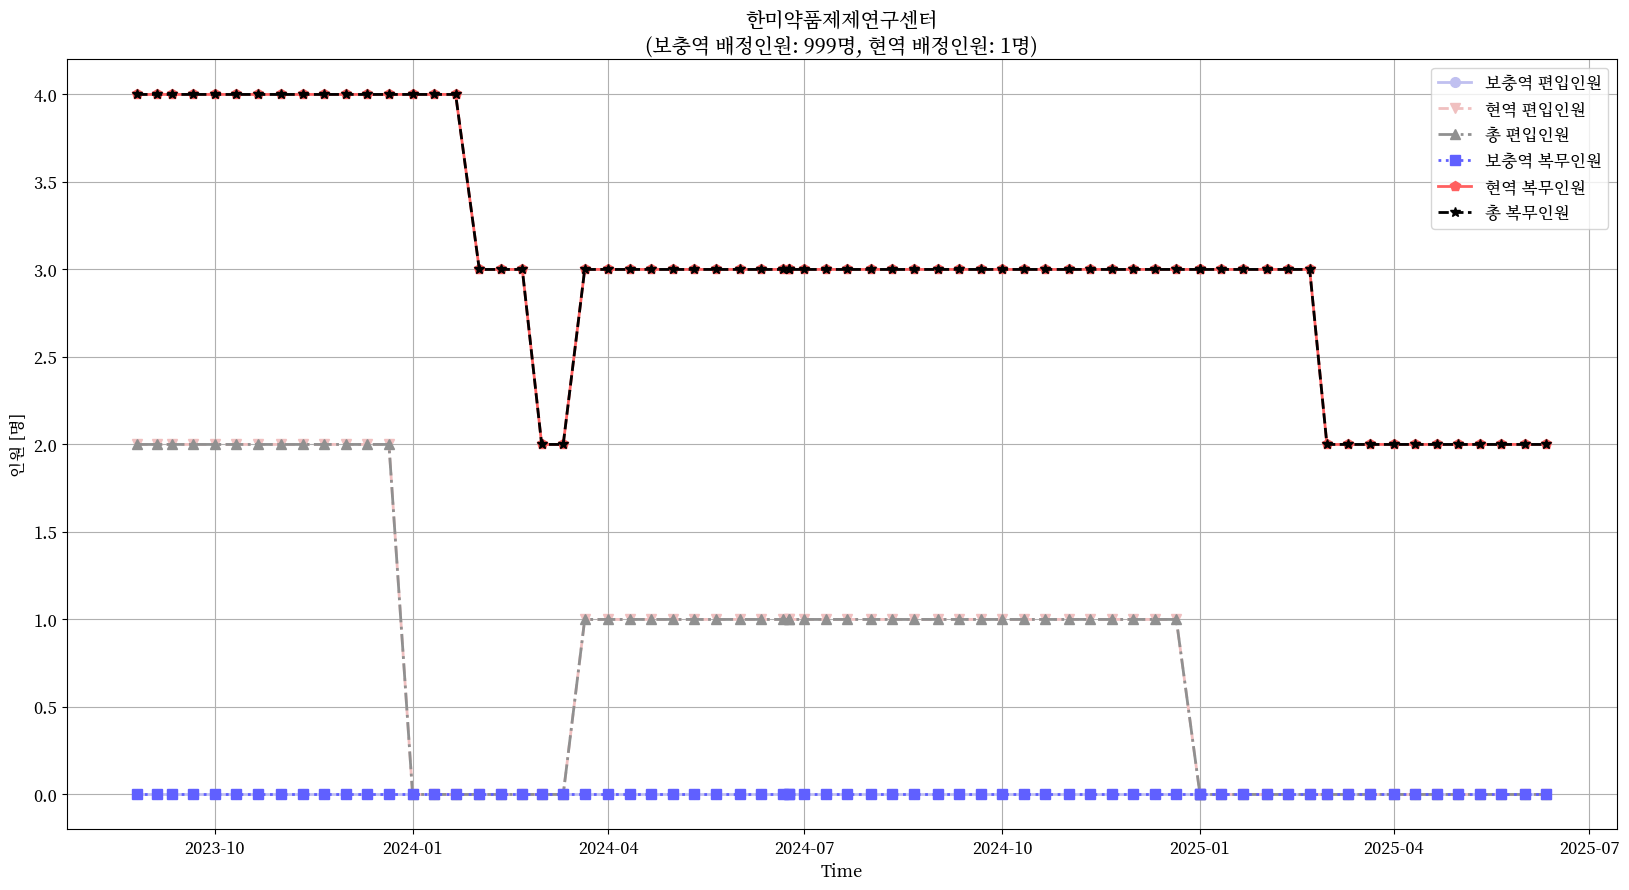 한미약품제제연구센터
(보충역 배정인원: 999명, 현역 배정인원: 1명)
보충역 편입인원
현역 편입인원
총 편입인원
보충역 복무인원
현역 복무인원
총 복무인원
인원 [명]
4.0
3.5
3.0
2.5
2.0
1.5
1.0
0.5
0.0
2023-10
2024-01
2024-04
2024-07
2024-10
2025-01
2025-04
2025-07
Time